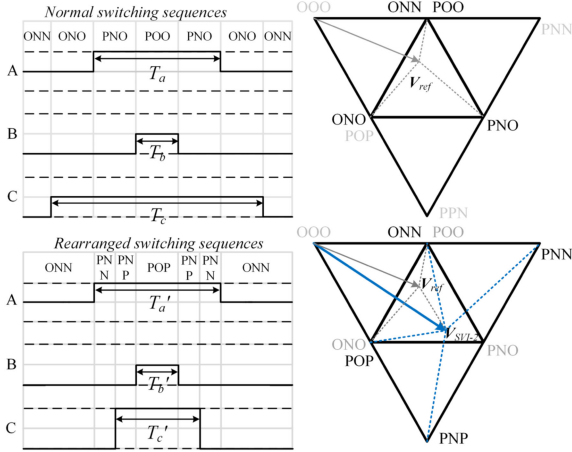 Normal switching sequences
ONN ONO PNO POO PNO ONO ONN
A
Ta
B
Tb
C
Tc
OOO ONN POO PNN
Vref
ONO
POP
PNO
PPN
Rearranged switching sequences
ONN PN N PN P POP PN P PN N ONN
A
Ta'
B
Tb'
C
Tc'
OOO ONN POO PNN
Vref
VSVI-2
ONO
POP
PNO
PNP